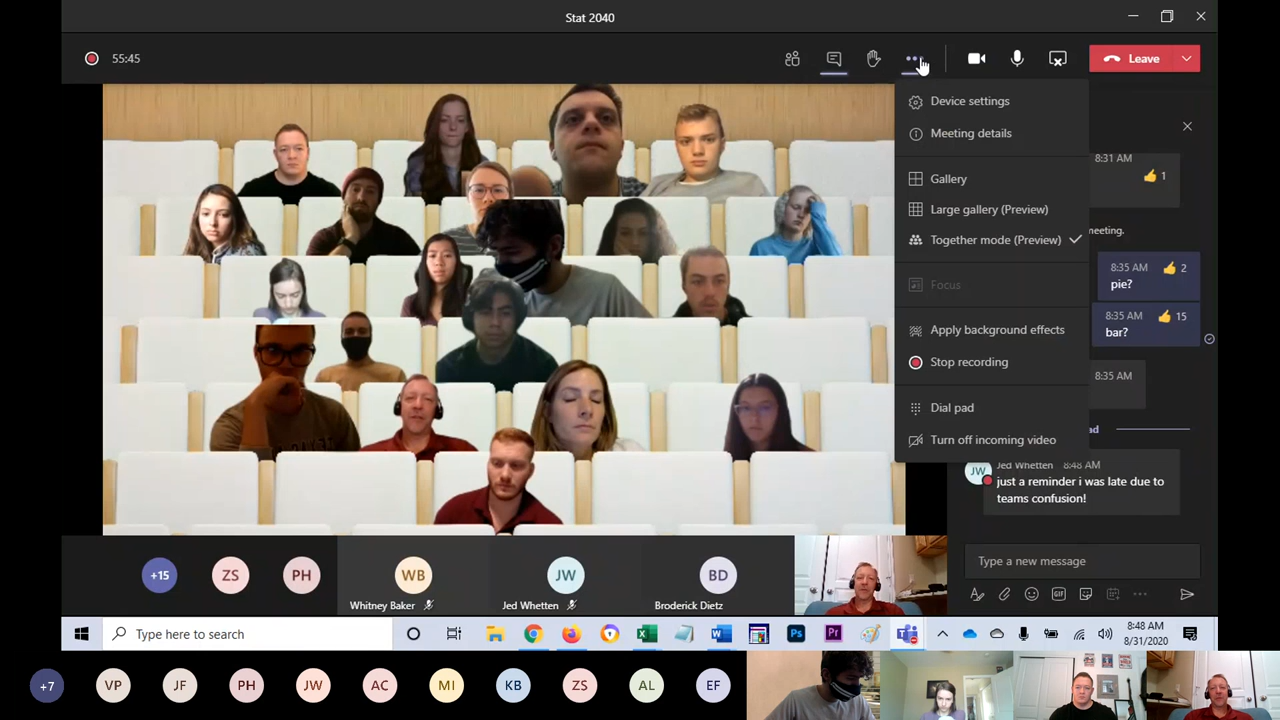 Stat 2040
55:45
Leave
Device settings
Meeting details
Gallery
Large gallery (Preview)
Together mode (Preview)
Focus
Apply background effects
Stop recording
Dial pad
Turn off incoming video
8:31 AM
1
meeting.
8:35 AM 2
pie?
8:35 AM 15
bar?
8:35 AM
ad
JW
Jed Whetten 8:48 AM
just a reminder i was late due to
teams confusion!
Type a new message
GIF
+15
ZS
PH
WB
Whitney Baker
JW
Jed Whetten
BD
Broderick Dietz
Type here to search
Ps
Pr
8:48 AM
8/31/2020
+7
VP
JF
PH
JW
AC
MI
KB
ZS
AL
EF